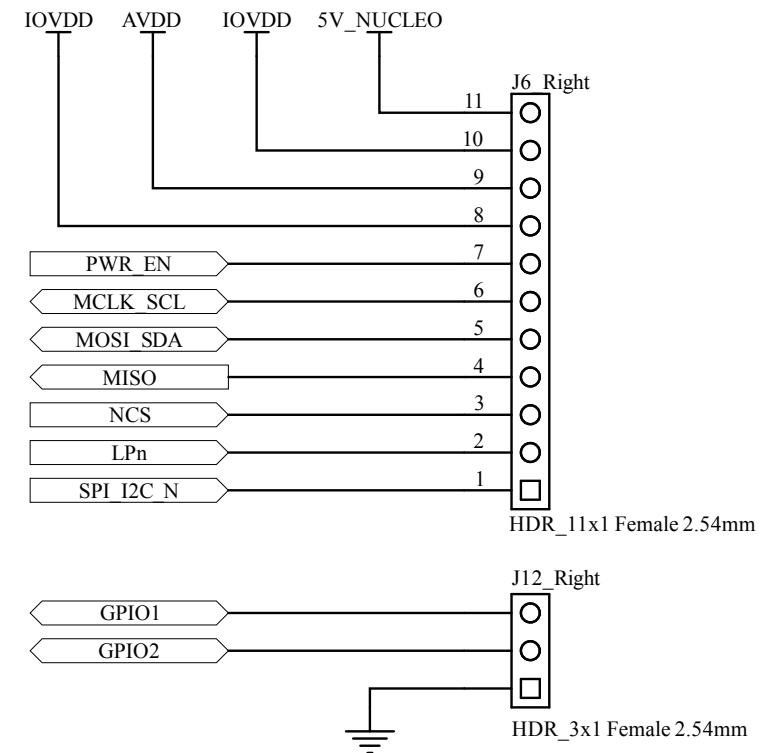 IOVDD AVDD IOVDD 5V_NUCLEO
J6_Right
11
10
9
8
PWR_EN 7
MCLK_SCL 6
MOSI_SDA 5
MISO 4
NCS 3
LPn 2
SPI_I2C_N 1
HDR_11x1 Female 2.54mm
J12_Right
GPIO1
GPIO2
HDR_3x1 Female 2.54mm